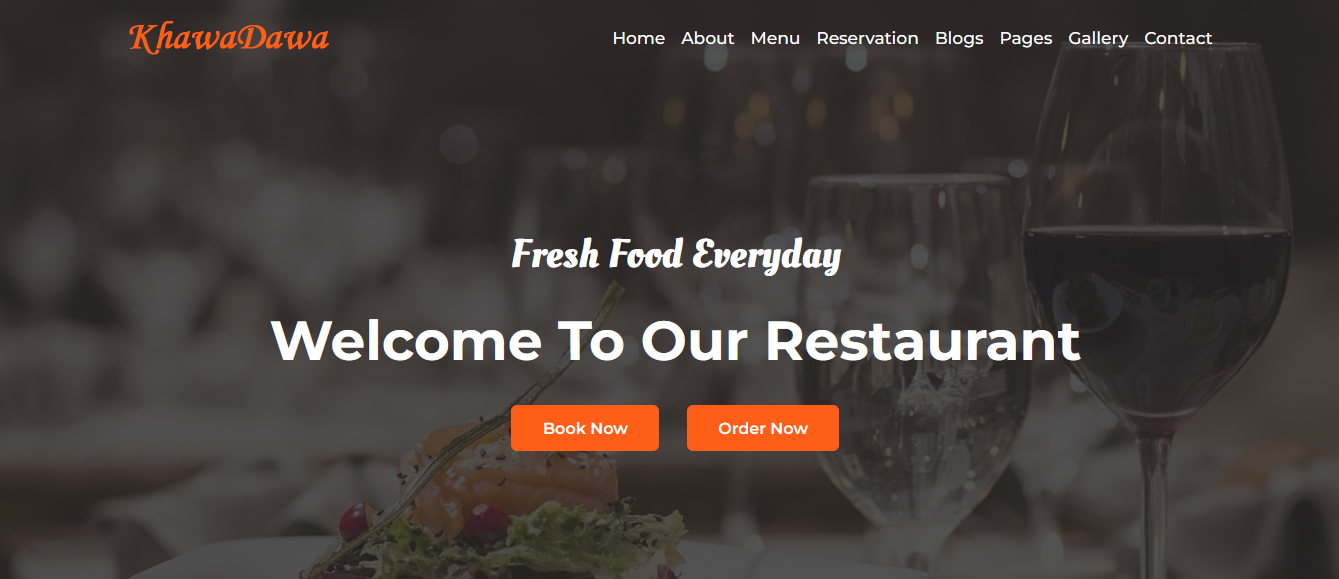 KhawaDawa
Home About Menu Reservation Blogs Pages Gallery Contact
Fresh Food Everyday
Welcome To Our Restaurant
Book Now Order Now